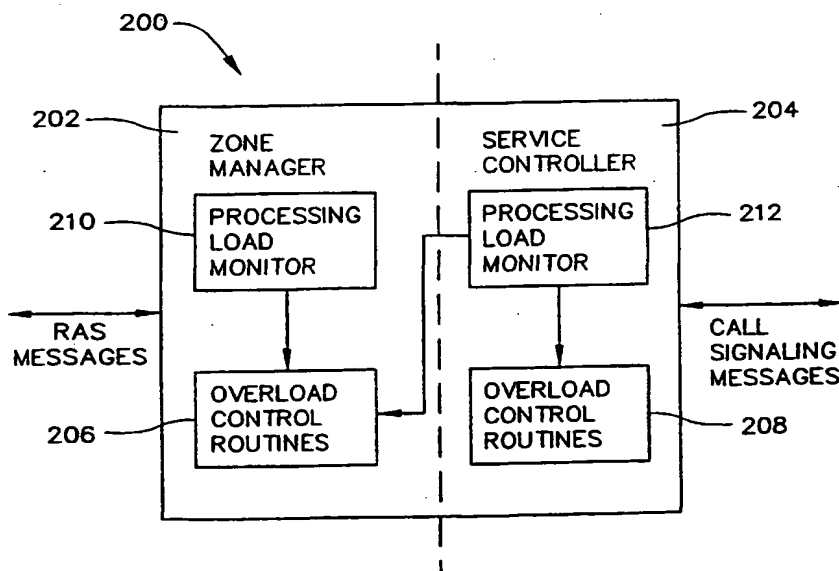 200
202
ZONE
MANAGER
SERVICE
CONTROLLER
204
210
PROCESSING
LOAD
MONITOR
PROCESSING
LOAD
MONITOR
212
RAS
MESSAGES
CALL
SIGNALING
MESSAGES
206
OVERLOAD
CONTROL
ROUTINES
OVERLOAD
CONTROL
ROUTINES
208